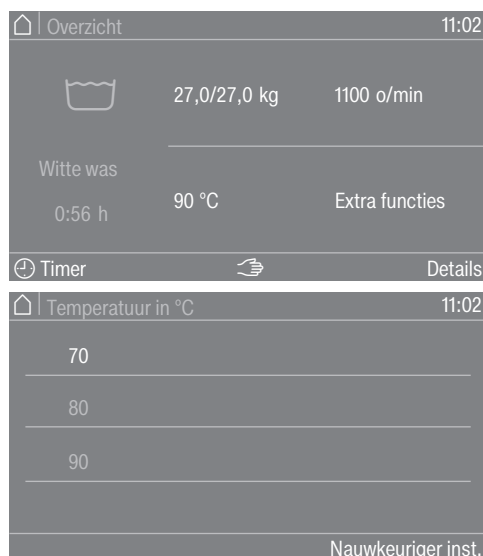 Overzicht 11:02
27,0/27,0 kg 1100 o/min
Witte was
0:56 h
90 °C Extra functies
Timer Details
Temperatuur in °C 11:02
70
80
90
Nauwkeuriger inst.